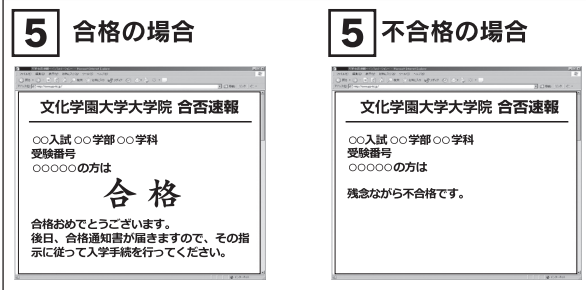 5 合格の場合
文化学園大学大学院 合否速報
○○入試 ○○学部 ○○学科
受験番号
○○○○○の方は
合 格
合格おめでとうございます。
後日、合格通知書が届きますので、その指
示に従って入学手続を行ってください。
5 不合格の場合
文化学園大学大学院 合否速報
○○入試 ○○学部 ○○学科
受験番号
○○○○○の方は
残念ながら不合格です。